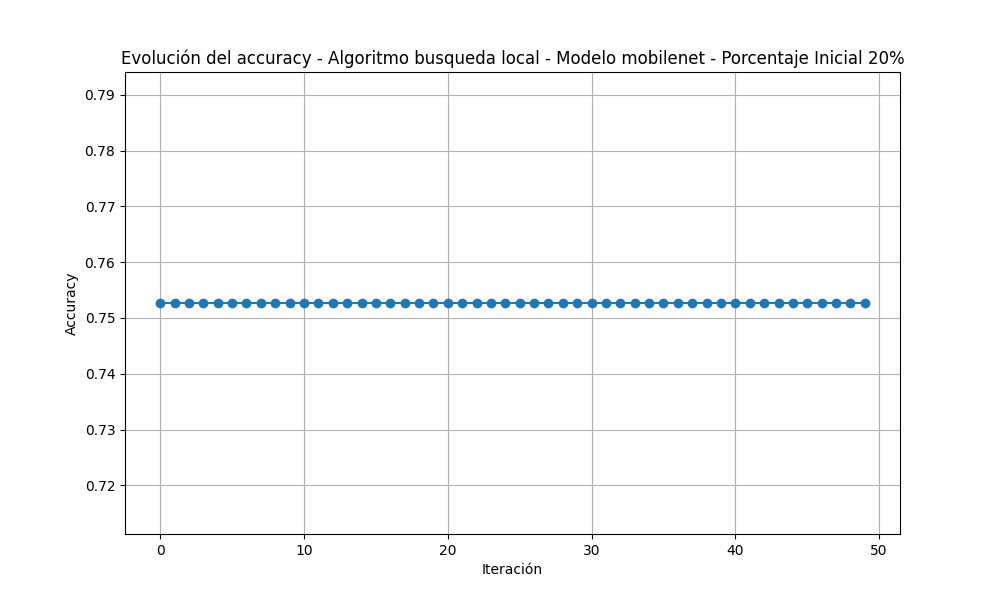 Evolución del accuracy - Algoritmo busqueda local - Modelo mobilenet - Porcentaje Inicial 20%
0.79
0.78
0.77
0.76
0.75
0.74
0.73
0.72
Accuracy
0 10 20 30 40 50
Iteración